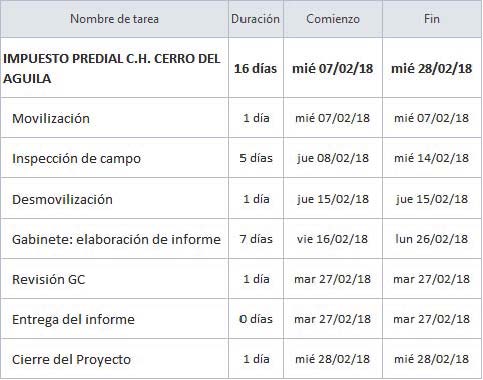 Nombre de tarea Duración Comienzo Fin
IMPUESTO PREDIAL C.H. CERRO DEL
AGUILA 16 días mié 07/02/18 mié 28/02/18
Movilización 1 día mié 07/02/18 mié 07/02/18
Inspección de campo 5 días jue 08/02/18 mié 14/02/18
Desmovilización 1 día jue 15/02/18 jue 15/02/18
Gabinete: elaboración de informe 7 días vie 16/02/18 lun 26/02/18
Revisión GC 1 día mar 27/02/18 mar 27/02/18
Entrega del informe 0 días mar 27/02/18 mar 27/02/18
Cierre del Proyecto 1 día mié 28/02/18 mié 28/02/18